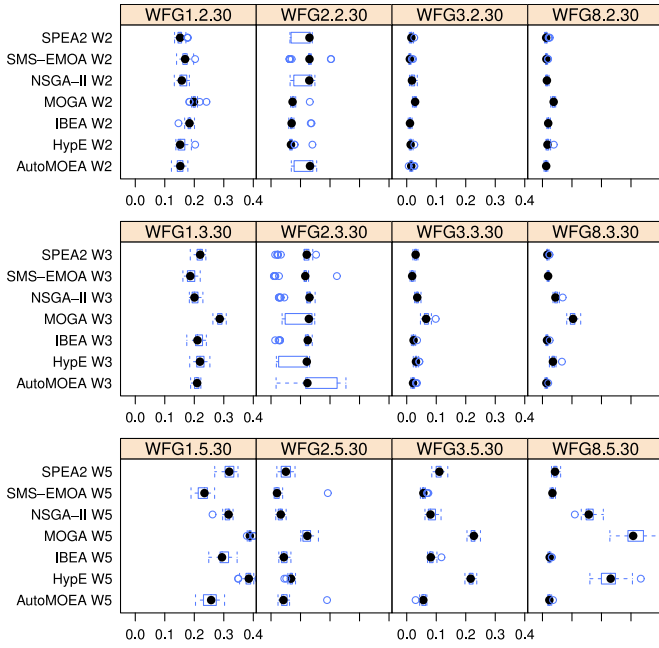 WFG1.2.30 WFG2.2.30 WFG3.2.30 WFG8.2.30
SPEA2 W2
SMS−EMOA W2
NSGA−II W2
MOGA W2
IBEA W2
HypE W2
AutoMOEA W2
0.0 0.1 0.2 0.3 0.4 0.0 0.1 0.2 0.3 0.4
WFG1.3.30 WFG2.3.30 WFG3.3.30 WFG8.3.30
SPEA2 W3
SMS−EMOA W3
NSGA−II W3
MOGA W3
IBEA W3
HypE W3
AutoMOEA W3
0.0 0.1 0.2 0.3 0.4 0.0 0.1 0.2 0.3 0.4
WFG1.5.30 WFG2.5.30 WFG3.5.30 WFG8.5.30
SPEA2 W5
SMS−EMOA W5
NSGA−II W5
MOGA W5
IBEA W5
HypE W5
AutoMOEA W5
0.0 0.1 0.2 0.3 0.4 0.0 0.1 0.2 0.3 0.4